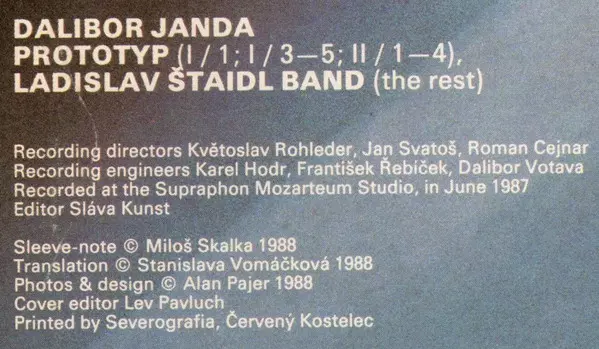 DALIBOR JANDA
PROTOTYP (I / 1; I / 3—5; II / 1—4),
LADISLAV ŠTAIDL BAND (the rest)
Recording directors Květoslav Rohleder, Jan Svatoš, Roman Cejnar
Recording engineers Karel Hodr, František Řebíček, Dalibor Votava
Recorded at the Supraphon Mozarteum Studio, in June 1987
Editor Sláva Kunst
Sleeve-note © Miloš Skalka 1988
Translation © Stanislava Vomáčková 1988
Photos & design © Alan Pajer 1988
Cover editor Lev Pavluch
Printed by Severografia, Červený Kostelec